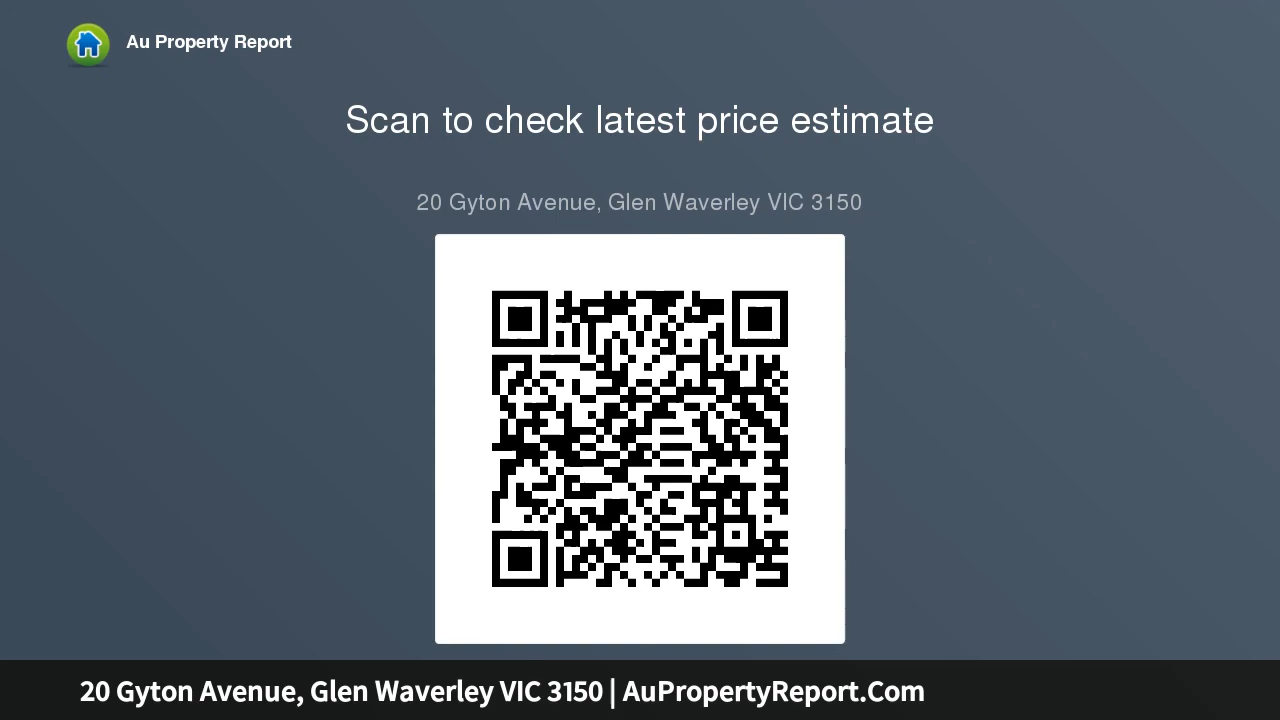 Au Property Report
Scan to check latest price estimate
20 Gyton Avenue, Glen Waverley VIC 3150
20 Gyton Avenue, Glen Waverley VIC 3150 | AuPropertyReport.Com